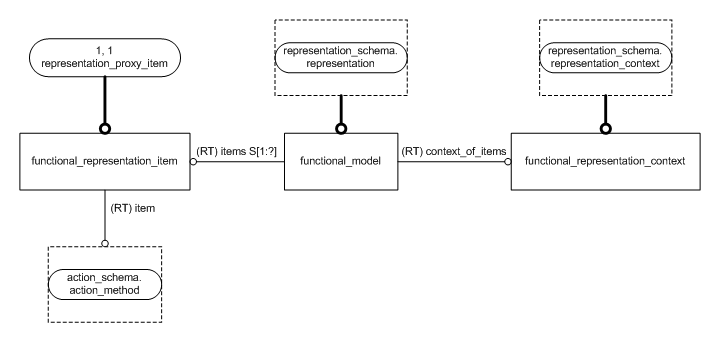 1, 1
representation_proxy_item
representation_schema.
representation
representation_schema.
representation_context
functional_representation_item
(RT) items S[1:?]
functional_model
(RT) context_of_items
functional_representation_context
(RT) item
action_schema.
action_method